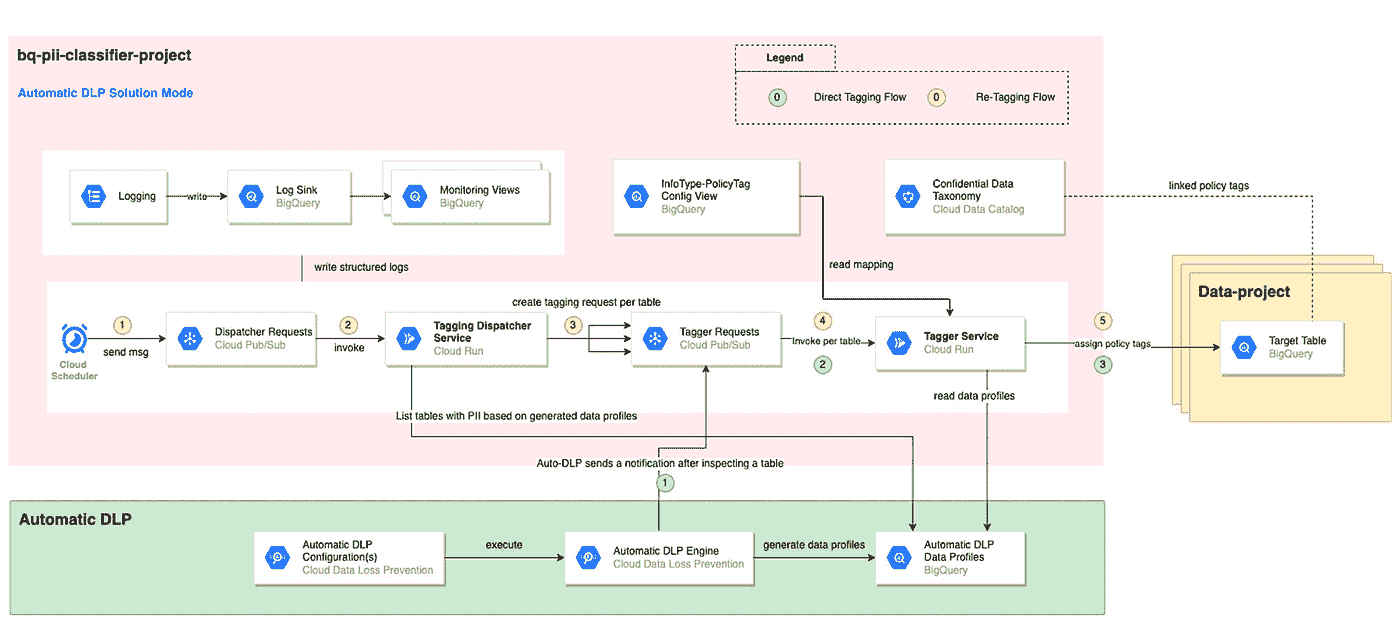 bq-pii-classifier-project
Automatic DLP Solution Mode
Legend
0
Direct Tagging Flow
0
Re-Tagging Flow
Logging
write
Log Sink
BigQuery
Monitoring Views
BigQuery
InfoType-PolicyTag
Config View
BigQuery
Confidential Data
Taxonomy
Cloud Data Catalog
linked policy tags
write structured logs
read mapping
Data-project
create tagging request per table
1
send msg
Cloud
Scheduler
Dispatcher Requests
Cloud Pub/Sub
2
invoke
Tagging Dispatcher
Service
Cloud Run
3
Tagger Requests
Cloud Pub/Sub
4
Invoke per table
2
Tagger Service
Cloud Run
5
assign policy tags
3
Target Table
BigQuery
read data profiles
List tables with PII based on generated data profiles
Auto-DLP sends a notification after inspecting a table
1
Automatic DLP
Automatic DLP
Configuration(s)
Cloud Data Loss Prevention
execute
Automatic DLP Engine
Cloud Data Loss Prevention
generate data profiles
Automatic DLP
Data Profiles
BigQuery